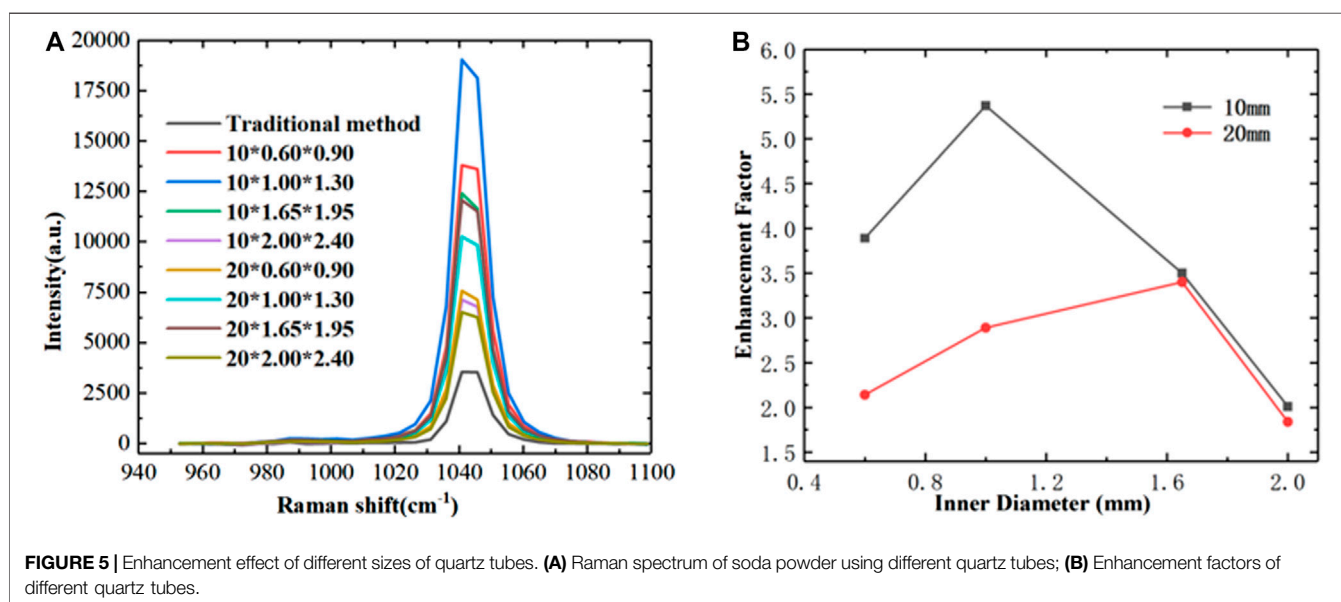 A
20000
17500
15000
12500
10000
7500
5000
2500
0
Intensity(a.u.)
Traditional method
10*0.60*0.90
10*1.00*1.30
10*1.65*1.95
10*2.00*2.40
20*0.60*0.90
20*1.00*1.30
20*1.65*1.95
20*2.00*2.40
940 960 980 1000 1020 1040 1060 1080 1100
Raman shift(cm⁻¹)
B
6.0
5.5
5.0
4.5
4.0
3.5
3.0
2.5
2.0
1.5
Enhancement Factor
10mm
20mm
0.4 0.8 1.2 1.6 2.0
Inner Diameter (mm)
FIGURE 5 | Enhancement effect of different sizes of quartz tubes. (A) Raman spectrum of soda powder using different quartz tubes; (B) Enhancement factors of
different quartz tubes.